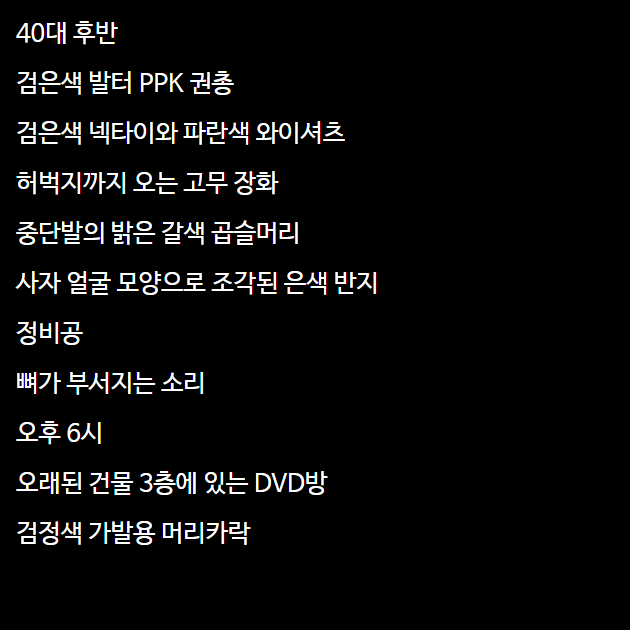 40대 후반
검은색 발터 PPK 권총
검은색 넥타이와 파란색 와이셔츠
허벅지까지 오는 고무 장화
중단발의 밝은 갈색 곱슬머리
사자 얼굴 모양으로 조각된 은색 반지
정비공
뼈가 부서지는 소리
오후 6시
오래된 건물 3층에 있는 DVD방
검정색 가발용 머리카락